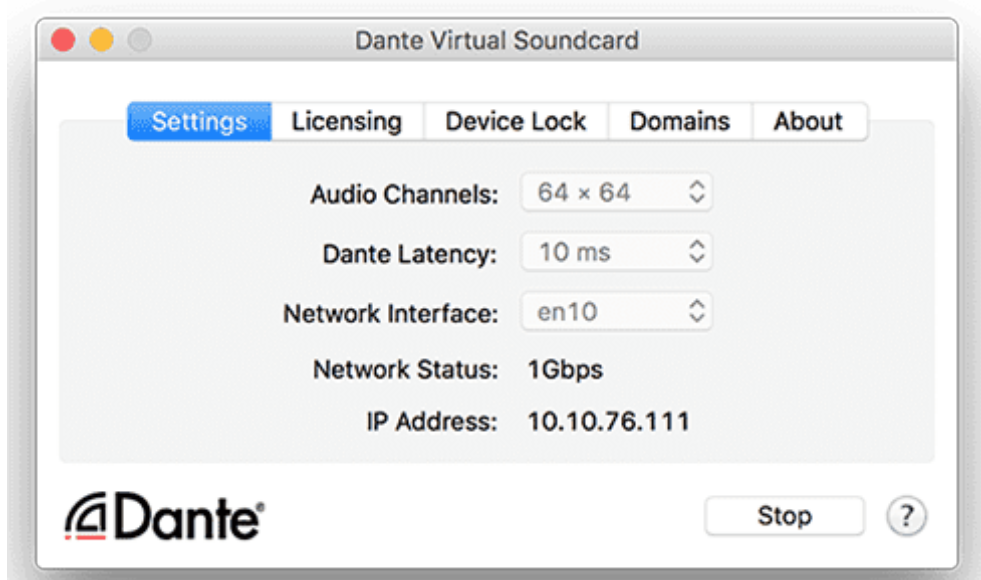 Dante Virtual Soundcard
Settings Licensing Device Lock Domains About
Audio Channels: 64 × 64
Dante Latency: 10 ms
Network Interface: en10
Network Status: 1Gbps
IP Address: 10.10.76.111
Dante® Stop ?